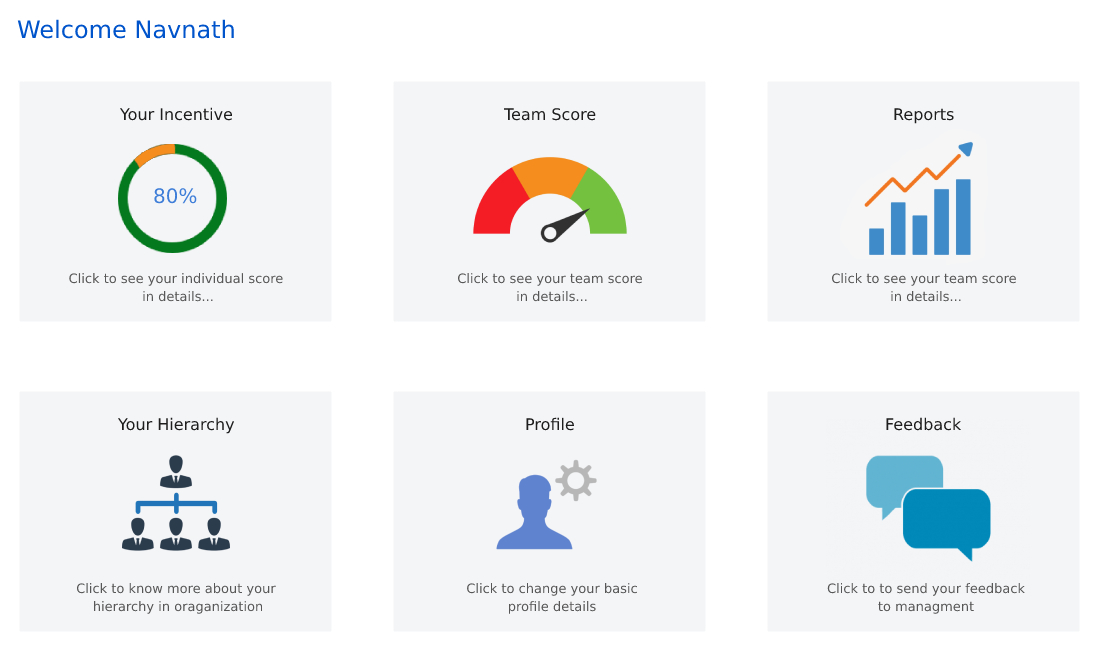 Welcome Navnath
Your Incentive
80%
Click to see your individual score
in details...
Team Score
Click to see your team score
in details...
Reports
Click to see your team score
in details...
Your Hierarchy
Click to know more about your
hierarchy in oraganization
Profile
Click to change your basic
profile details
Feedback
Click to to send your feedback
to managment